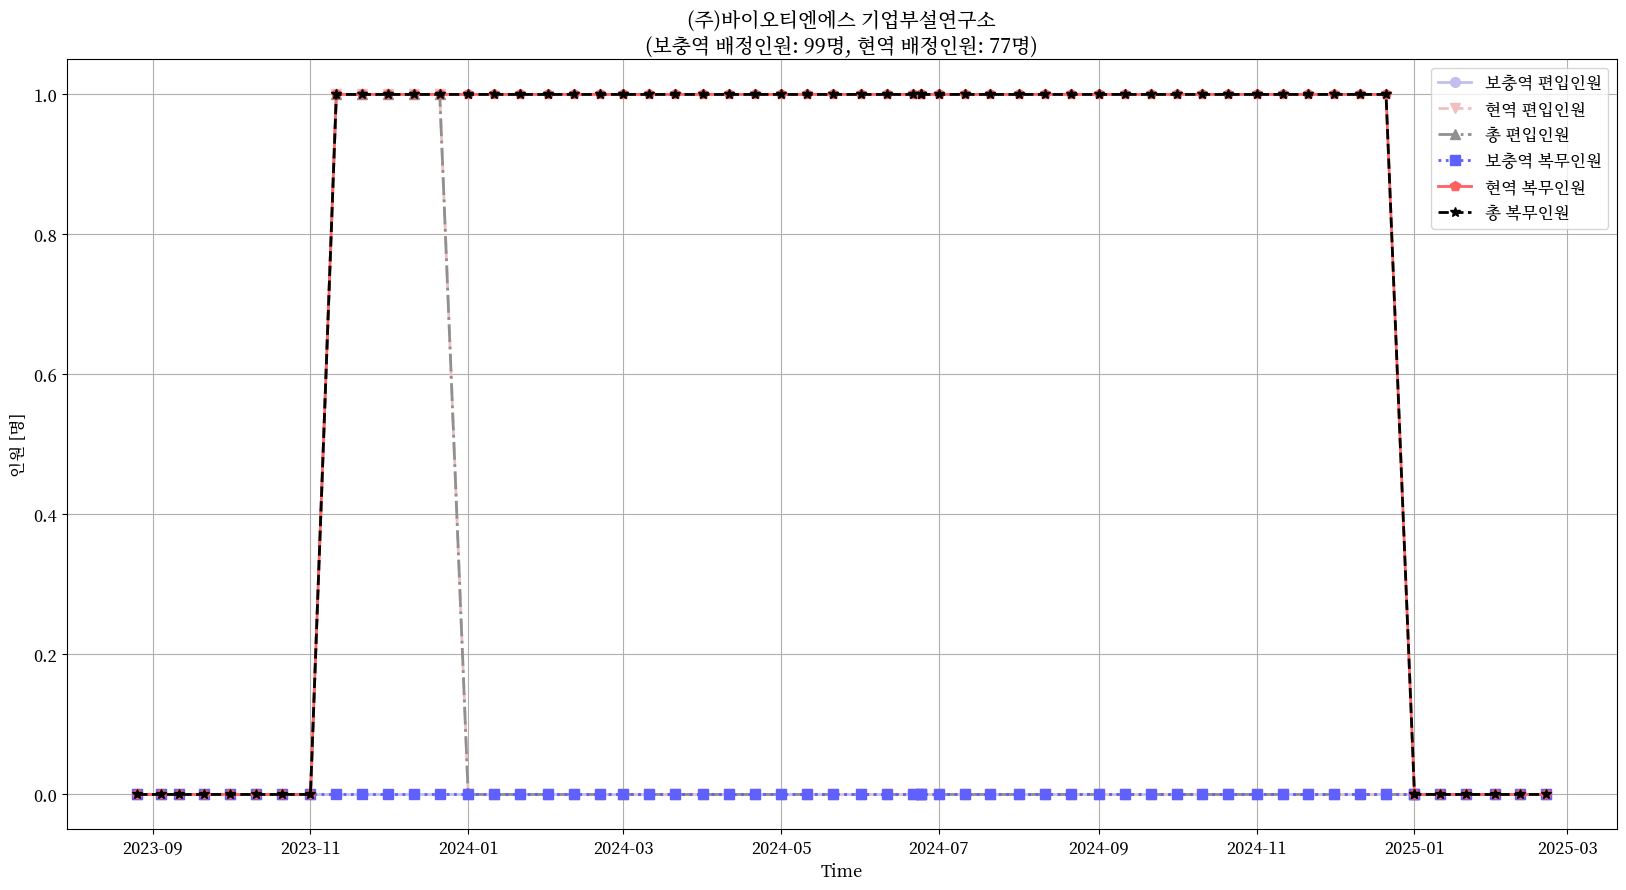 (주)바이오티엔에스 기업부설연구소
(보충역 배정인원: 99명, 현역 배정인원: 77명)
보충역 편입인원
현역 편입인원
총 편입인원
보충역 복무인원
현역 복무인원
총 복무인원
인원 [명]
1.0
0.8
0.6
0.4
0.2
0.0
2023-09 2023-11 2024-01 2024-03 2024-05 2024-07 2024-09 2024-11 2025-01 2025-03
Time